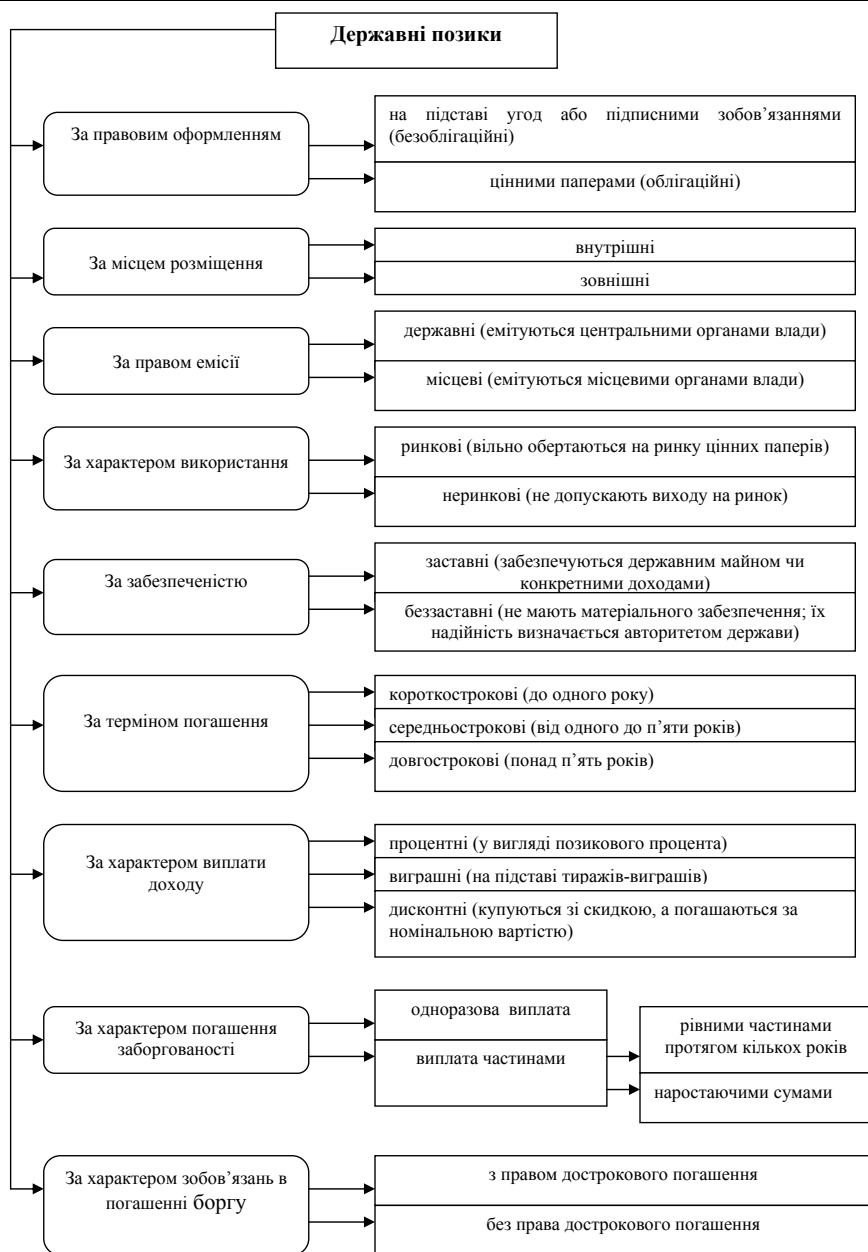 Державні позики
За правовим оформленням
на підставі угод або підписними зобов’язаннями
(безоблігаційні)
цінними паперами (облігаційні)
За місцем розміщення
внутрішні
зовнішні
За правом емісії
державні (емітуються центральними органами влади)
місцеві (емітуються місцевими органами влади)
За характером використання
ринкові (вільно обертаються на ринку цінних паперів)
неринкові (не допускають виходу на ринок)
За забезпеченістю
заставні (забезпечуються державним майном чи
конкретними доходами)
беззаставні (не мають матеріального забезпечення; їх
надійність визначається авторитетом держави)
За терміном погашення
короткострокові (до одного року)
середньострокові (від одного до п’яти років)
довгострокові (понад п’ять років)
За характером виплати
доходу
процентні (у вигляді позикового процента)
виграшні (на підставі тиражів-виграшів)
дисконтні (купуються зі скидкою, а погашаються за
номінальною вартістю)
За характером погашення
заборгованості
одноразова виплата
виплата частинами
рівними частинами
протягом кількох років
наростаючими сумами
За характером зобов’язань в
погашенні боргу
з правом дострокового погашення
без права дострокового погашення